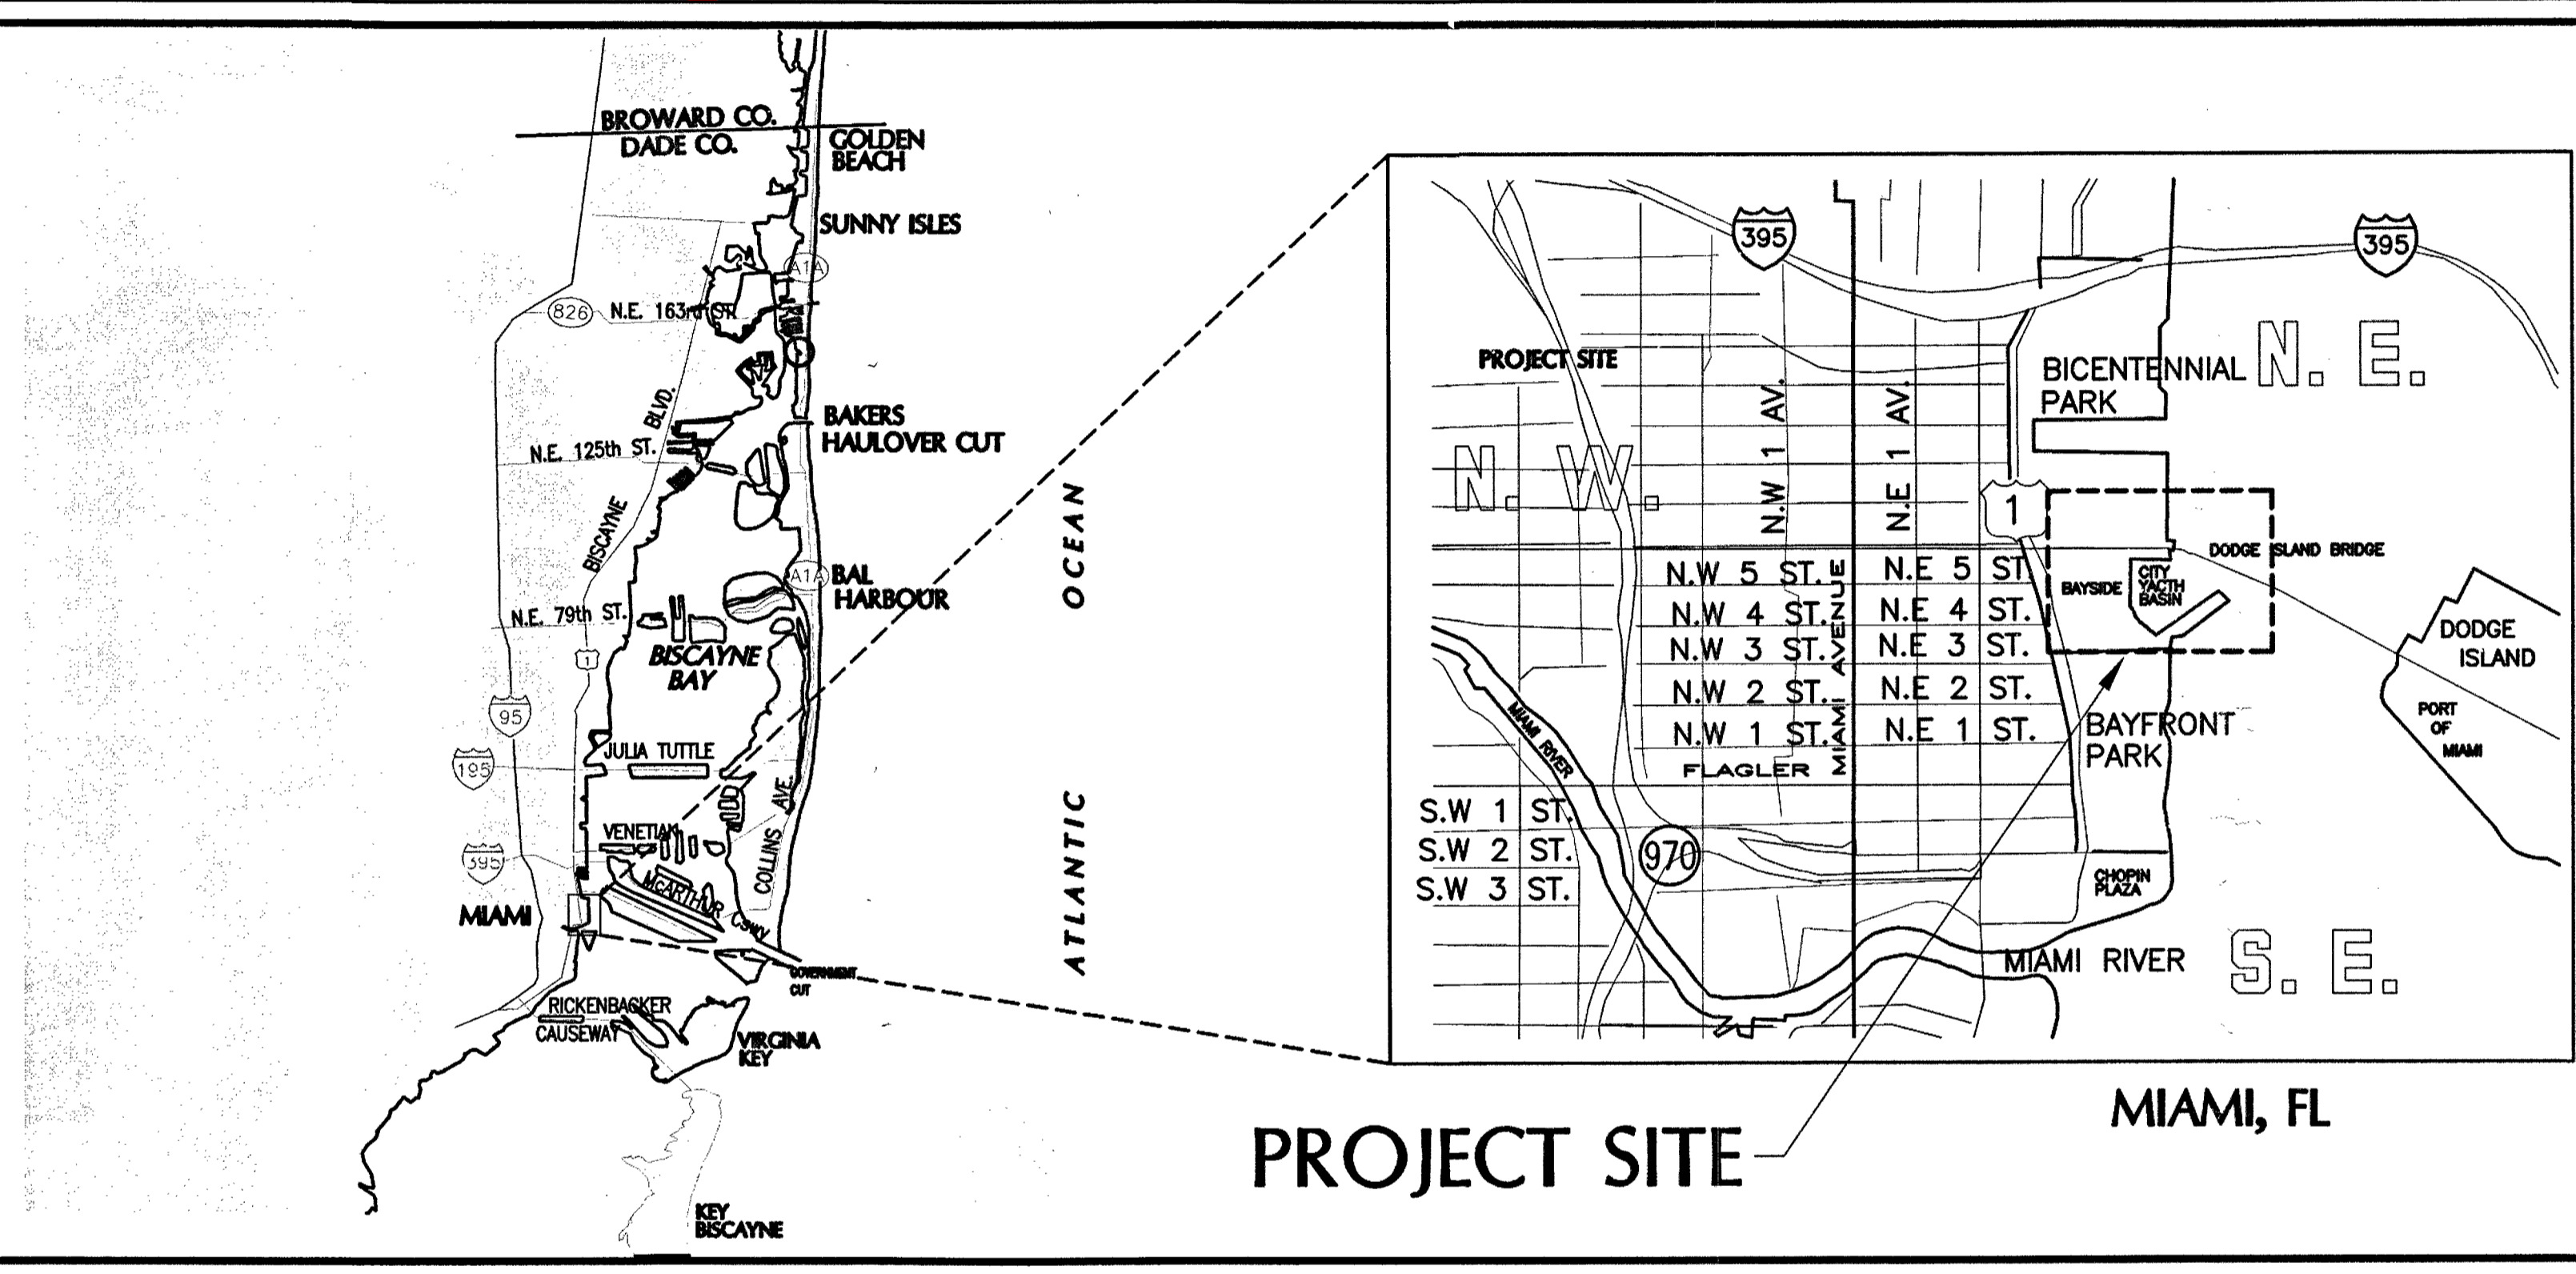 BROWARD CO.
DADE CO.
GOLDEN
BEACH
SUNNY ISLES
A1A
826
N.E. 163rd ST.
BAKERS
HAULOVER CUT
BLVD.
N.E. 125th ST.
BISCAYNE
A1A
BAL
HARBOUR
N.E. 79th ST.
BISCAYNE
BAY
1
95
195
JULIA TUTTLE
COLLINS AVE.
VENETIAN
395
McARTHUR CSWY
MIAMI
GOVERNMENT
CUT
RICKENBACKER
CAUSEWAY
VIRGINIA
KEY
KEY
BISCAYNE
ATLANTIC OCEAN
395
395
PROJECT SITE
N.W 1 AV.
N.E 1 AV.
BICENTENNIAL
PARK
N. E.
N. W.
1
DODGE ISLAND BRIDGE
N.W 5 ST.
N.E 5 ST
BAYSIDE
CITY
YACTH
BASIN
N.W 4 ST.
N.E 4 ST.
N.W 3 ST.
N.E 3 ST.
MIAMI AVENUE
DODGE
ISLAND
N.W 2 ST.
N.E 2 ST.
N.W 1 ST.
N.E 1 ST.
BAYFRONT
PARK
PORT
OF
MIAMI
MIAMI RIVER
FLAGLER
S.W 1 ST.
S.W 2 ST.
S.W 3 ST.
970
CHOPIN
PLAZA
MIAMI RIVER
S. E.
MIAMI, FL
PROJECT SITE